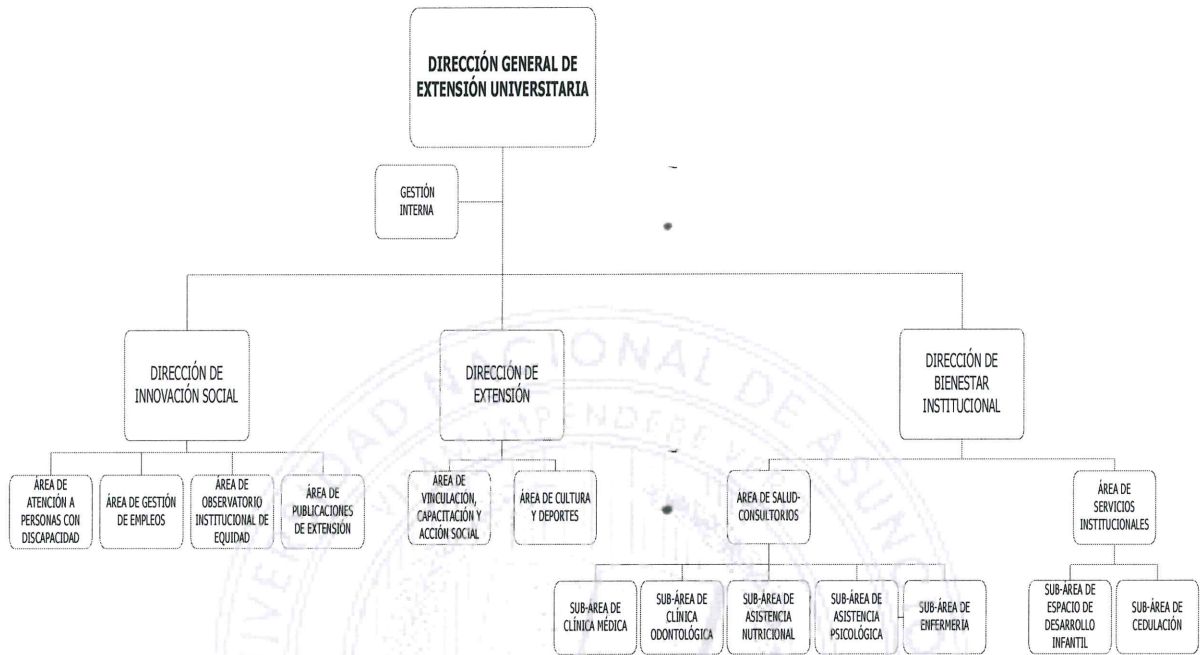 DIRECCIÓN GENERAL DE
EXTENSIÓN UNIVERSITARIA
GESTIÓN
INTERNA
DIRECCIÓN DE
INNOVACIÓN SOCIAL
DIRECCIÓN DE
EXTENSIÓN
DIRECCIÓN DE
BIENESTAR
INSTITUCIONAL
ÁREA DE
ATENCIÓN A
PERSONAS CON
DISCAPACIDAD
ÁREA DE GESTIÓN
DE EMPLEOS
ÁREA DE
OBSERVATORIO
INSTITUCIONAL DE
EQUIDAD
ÁREA DE
PUBLICACIONES
DE EXTENSIÓN
ÁREA DE
VINCULACIÓN,
CAPACITACIÓN Y
ACCIÓN SOCIAL
ÁREA DE CULTURA
Y DEPORTES
ÁREA DE SALUD-
CONSULTORIOS
ÁREA DE
SERVICIOS
INSTITUCIONALES
SUB-ÁREA DE
CLÍNICA MÉDICA
SUB-ÁREA DE
CLÍNICA
ODONTOLÓGICA
SUB-ÁREA DE
ASISTENCIA
NUTRICIONAL
SUB-ÁREA DE
ASISTENCIA
PSICOLÓGICA
SUB-ÁREA DE
ENFERMERIA
SUB-ÁREA DE
ESPACIO DE
DESARROLLO
INFANTIL
SUB-ÁREA DE
CEDULACIÓN
NACIONAL DE